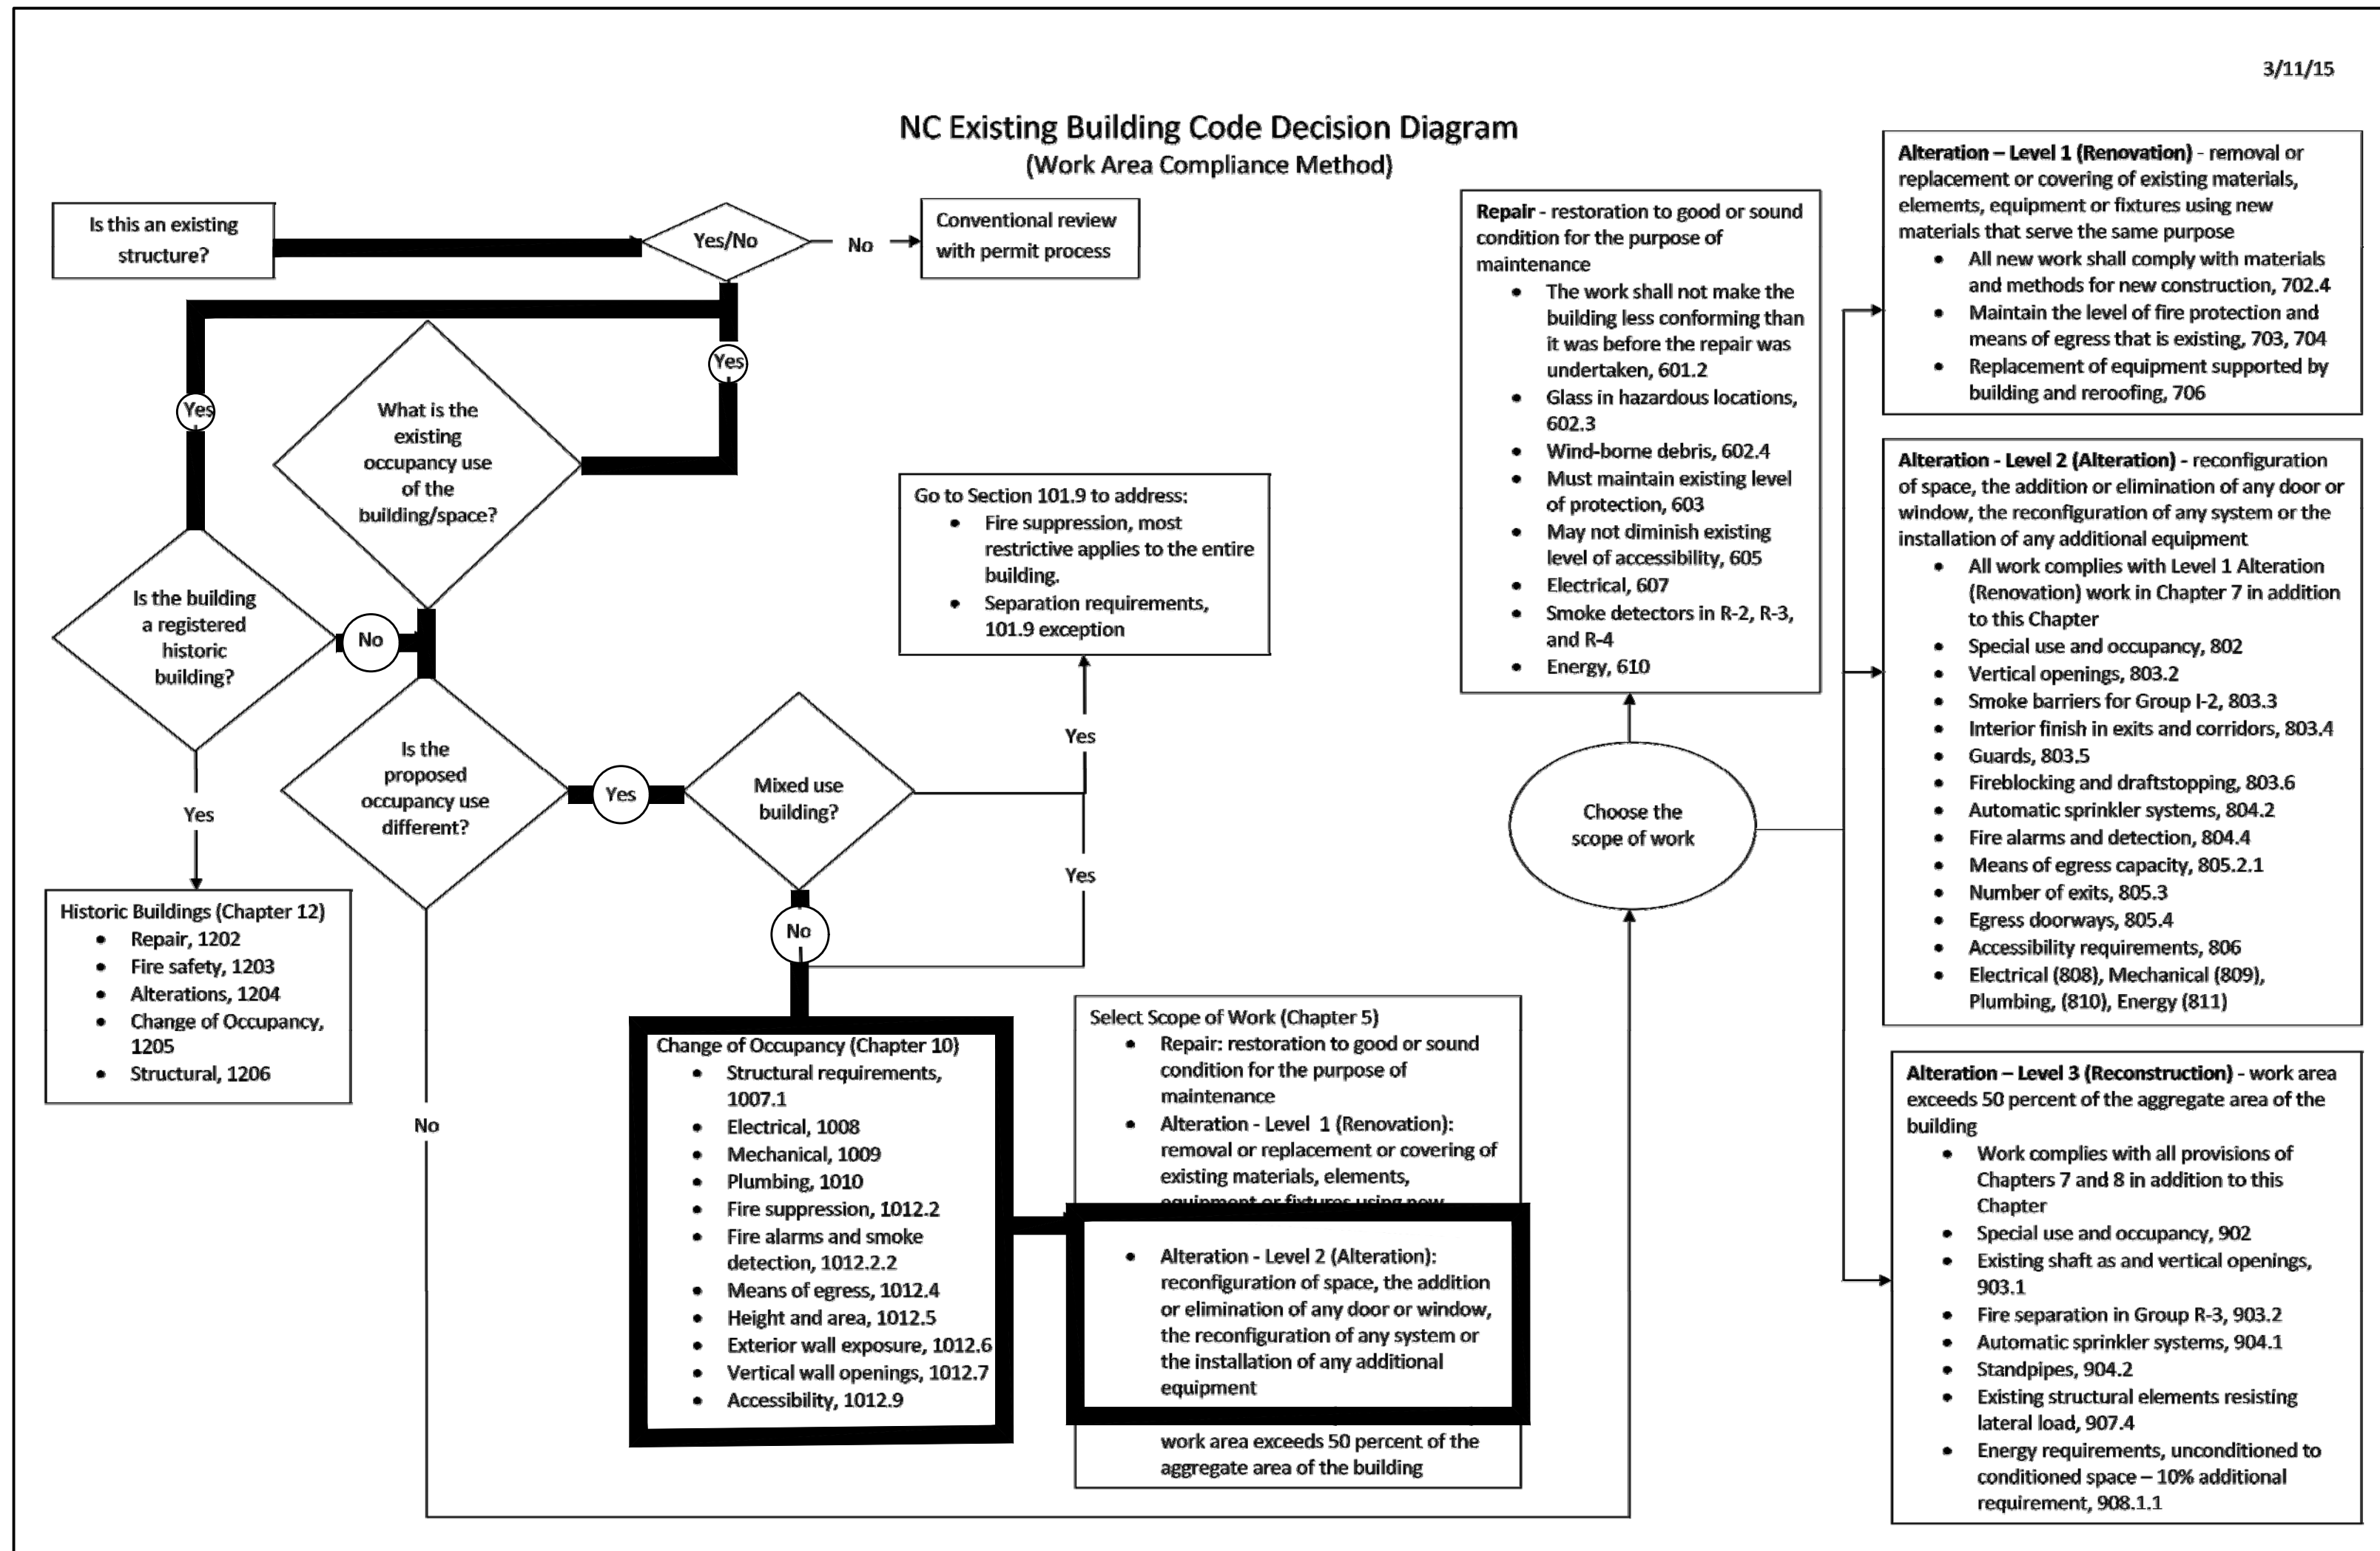 3/11/15
NC Existing Building Code Decision Diagram
(Work Area Compliance Method)
Is this an existing
structure?
Yes/No
No
Conventional review
with permit process
Yes
Yes
What is the
existing
occupancy use
of the
building/space?
Is the building
a registered
historic
building?
No
Yes
Historic Buildings (Chapter 12)
• Repair, 1202
• Fire safety, 1203
• Alterations, 1204
• Change of Occupancy,
1205
• Structural, 1206
Is the
proposed
occupancy use
different?
Yes
No
Mixed use
building?
Yes
Yes
No
Go to Section 101.9 to address:
• Fire suppression, most
restrictive applies to the entire
building.
• Separation requirements,
101.9 exception
Change of Occupancy (Chapter 10)
• Structural requirements,
1007.1
• Electrical, 1008
• Mechanical, 1009
• Plumbing, 1010
• Fire suppression, 1012.2
• Fire alarms and smoke
detection, 1012.2.2
• Means of egress, 1012.4
• Height and area, 1012.5
• Exterior wall exposure, 1012.6
• Vertical wall openings, 1012.7
• Accessibility, 1012.9
Select Scope of Work (Chapter 5)
• Repair: restoration to good or sound
condition for the purpose of
maintenance
• Alteration - Level 1 (Renovation):
removal or replacement or covering of
existing materials, elements,
equipment or fixtures using new
• Alteration - Level 2 (Alteration):
reconfiguration of space, the addition
or elimination of any door or window,
the reconfiguration of any system or
the installation of any additional
equipment
work area exceeds 50 percent of the
aggregate area of the building
Repair - restoration to good or sound
condition for the purpose of
maintenance
• The work shall not make the
building less conforming than
it was before the repair was
undertaken, 601.2
• Glass in hazardous locations,
602.3
• Wind-borne debris, 602.4
• Must maintain existing level
of protection, 603
• May not diminish existing
level of accessibility, 605
• Electrical, 607
• Smoke detectors in R-2, R-3,
and R-4
• Energy, 610
Choose the
scope of work
Alteration – Level 1 (Renovation) - removal or
replacement or covering of existing materials,
elements, equipment or fixtures using new
materials that serve the same purpose
• All new work shall comply with materials
and methods for new construction, 702.4
• Maintain the level of fire protection and
means of egress that is existing, 703, 704
• Replacement of equipment supported by
building and reroofing, 706
Alteration - Level 2 (Alteration) - reconfiguration
of space, the addition or elimination of any door or
window, the reconfiguration of any system or the
installation of any additional equipment
• All work complies with Level 1 Alteration
(Renovation) work in Chapter 7 in addition
to this Chapter
• Special use and occupancy, 802
• Vertical openings, 803.2
• Smoke barriers for Group I-2, 803.3
• Interior finish in exits and corridors, 803.4
• Guards, 803.5
• Fireblocking and draftstopping, 803.6
• Automatic sprinkler systems, 804.2
• Fire alarms and detection, 804.4
• Means of egress capacity, 805.2.1
• Number of exits, 805.3
• Egress doorways, 805.4
• Accessibility requirements, 806
• Electrical (808), Mechanical (809),
Plumbing, (810), Energy (811)
Alteration – Level 3 (Reconstruction) - work area
exceeds 50 percent of the aggregate area of the
building
• Work complies with all provisions of
Chapters 7 and 8 in addition to this
Chapter
• Special use and occupancy, 902
• Existing shaft as and vertical openings,
903.1
• Fire separation in Group R-3, 903.2
• Automatic sprinkler systems, 904.1
• Standpipes, 904.2
• Existing structural elements resisting
lateral load, 907.4
• Energy requirements, unconditioned to
conditioned space – 10% additional
requirement, 908.1.1